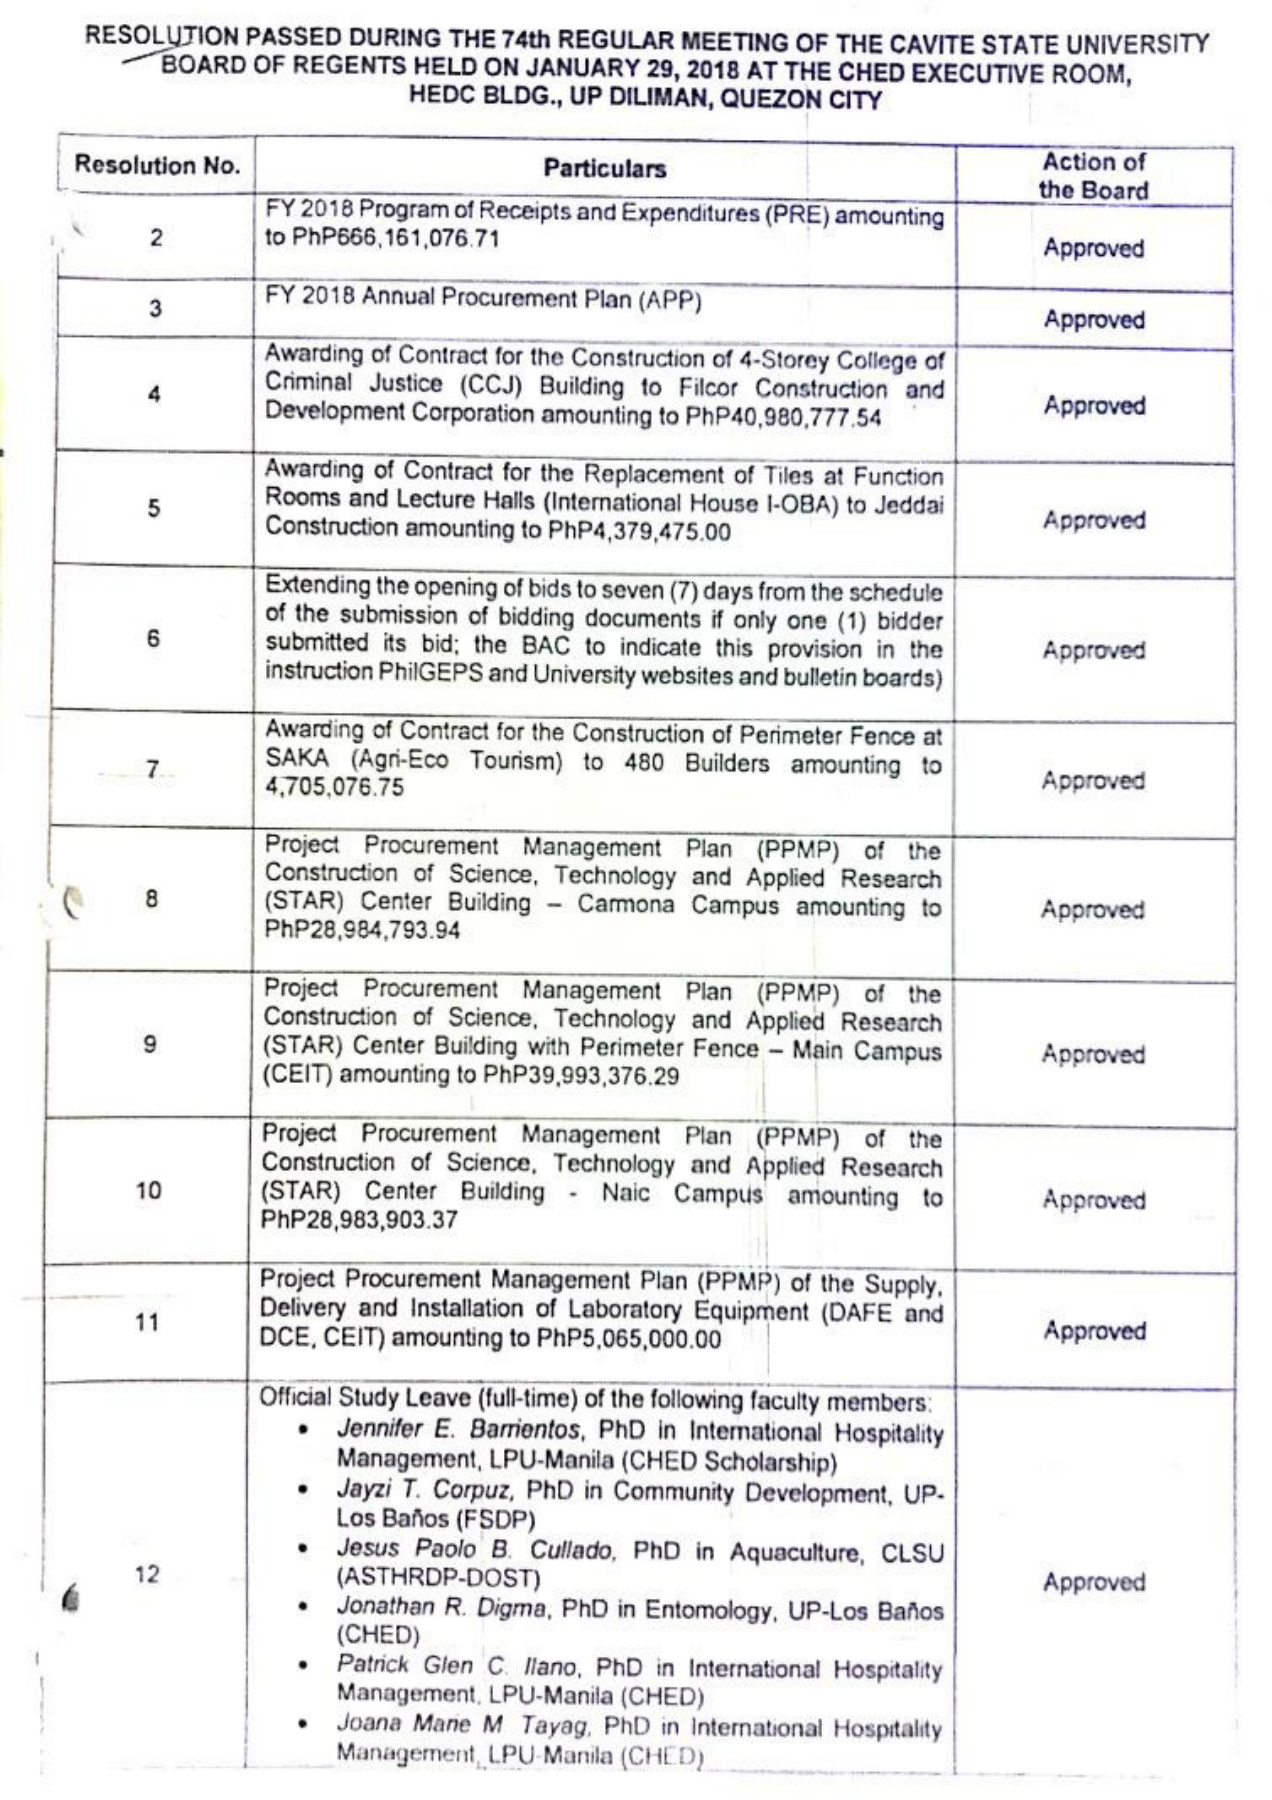 RESOLUTION PASSED DURING THE 74th REGULAR MEETING OF THE CAVITE STATE UNIVERSITY
BOARD OF REGENTS HELD ON JANUARY 29, 2018 AT THE CHED EXECUTIVE ROOM,
HEDC BLDG., UP DILIMAN, QUEZON CITY
Resolution No.
Particulars
Action of
the Board
2
FY 2018 Program of Receipts and Expenditures (PRE) amounting
to PhP666,161,076.71
Approved
3
FY 2018 Annual Procurement Plan (APP)
Approved
4
Awarding of Contract for the Construction of 4-Storey College of
Criminal Justice (CCJ) Building to Filcor Construction and
Development Corporation amounting to PhP40,980,777.54
Approved
5
Awarding of Contract for the Replacement of Tiles at Function
Rooms and Lecture Halls (International House I-OBA) to Jeddai
Construction amounting to PhP4,379,475.00
Approved
6
Extending the opening of bids to seven (7) days from the schedule
of the submission of bidding documents if only one (1) bidder
submitted its bid; the BAC to indicate this provision in the
instruction PhilGEPS and University websites and bulletin boards)
Approved
7
Awarding of Contract for the Construction of Perimeter Fence at
SAKA (Agri-Eco Tourism) to 480 Builders amounting to
4,705,076.75
Approved
8
Project Procurement Management Plan (PPMP) of the
Construction of Science, Technology and Applied Research
(STAR) Center Building – Carmona Campus amounting to
PhP28,984,793.94
Approved
9
Project Procurement Management Plan (PPMP) of the
Construction of Science, Technology and Applied Research
(STAR) Center Building with Perimeter Fence – Main Campus
(CEIT) amounting to PhP39,993,376.29
Approved
10
Project Procurement Management Plan (PPMP) of the
Construction of Science, Technology and Applied Research
(STAR) Center Building - Naic Campus amounting to
PhP28,983,903.37
Approved
11
Project Procurement Management Plan (PPMP) of the Supply,
Delivery and Installation of Laboratory Equipment (DAFE and
DCE, CEIT) amounting to PhP5,065,000.00
Approved
12
Official Study Leave (full-time) of the following faculty members:
• Jennifer E. Barrientos, PhD in International Hospitality
Management, LPU-Manila (CHED Scholarship)
• Jayzi T. Corpuz, PhD in Community Development, UP-
Los Baños (FSDP)
• Jesus Paolo B. Cullado, PhD in Aquaculture, CLSU
(ASTHRDP-DOST)
• Jonathan R. Digma, PhD in Entomology, UP-Los Baños
(CHED)
• Patrick Glen C. Ilano, PhD in International Hospitality
Management, LPU-Manila (CHED)
• Joana Marie M. Tayag, PhD in International Hospitality
Management, LPU-Manila (CHED)
Approved